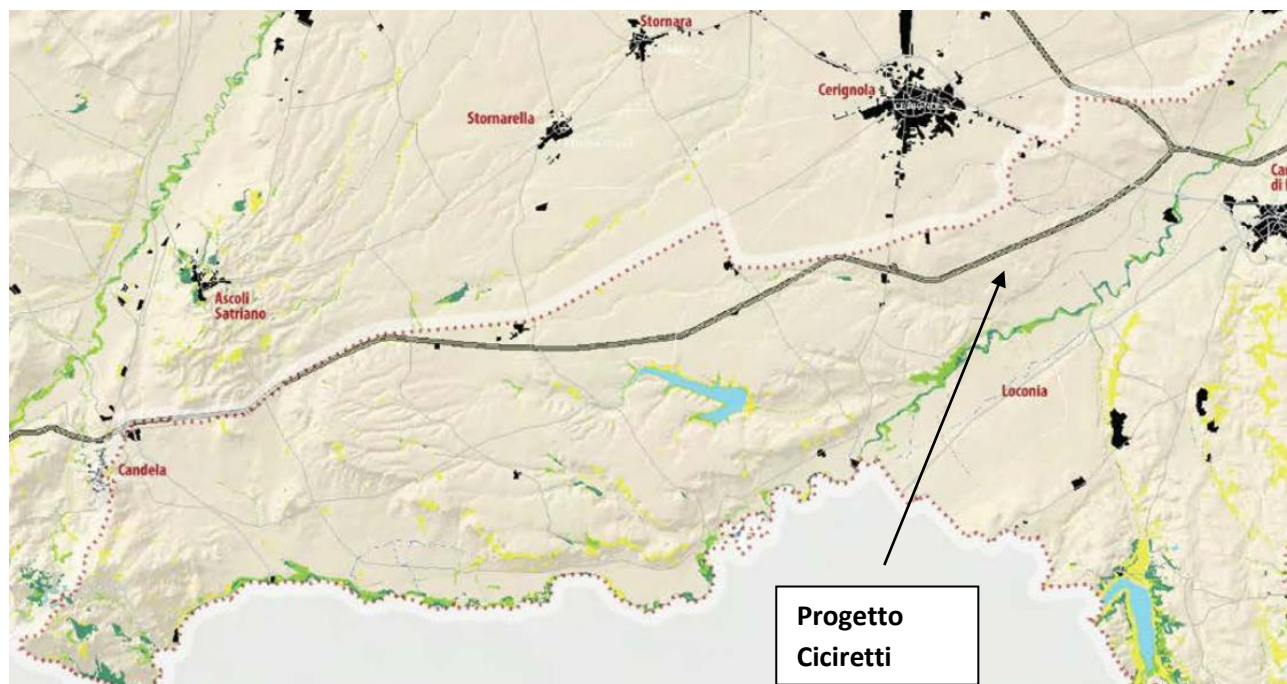 Stornara
Cerignola
Stornarella
Ascoli
Satriano
Loconia
Candela
Progetto
Ciciretti